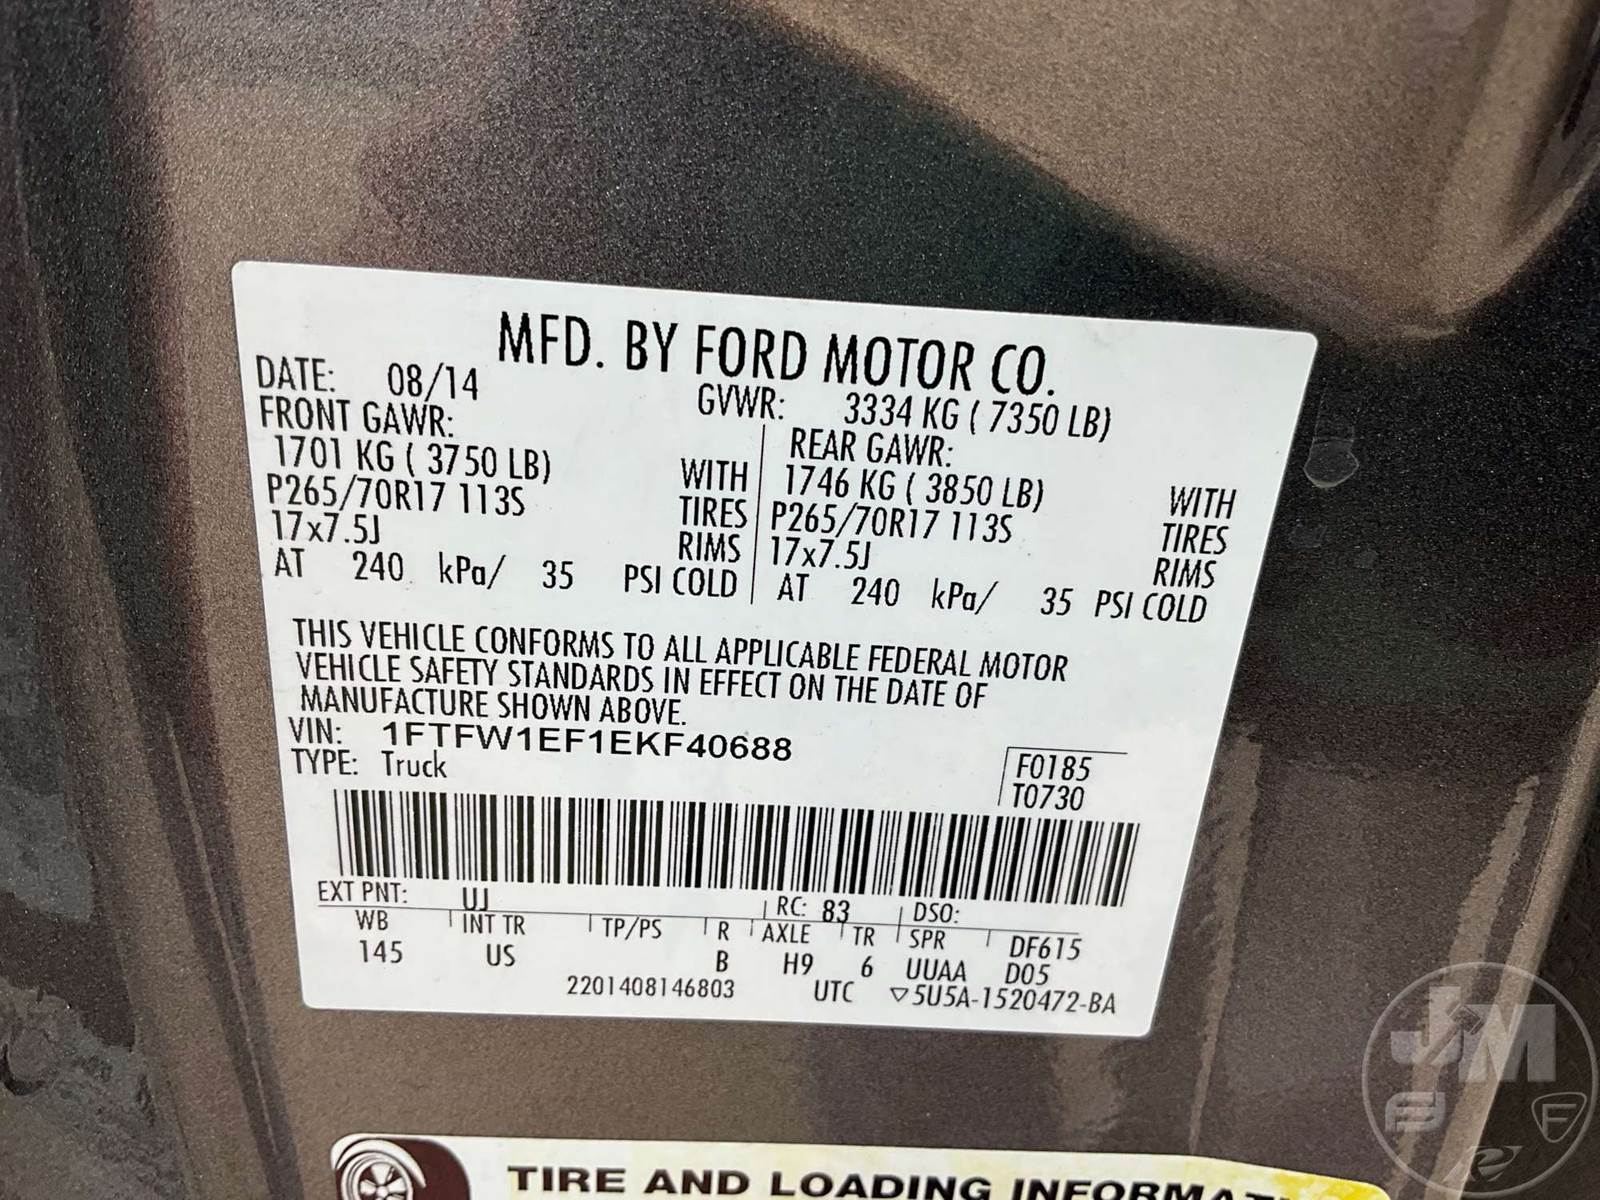 MFD. BY FORD MOTOR CO.
DATE: 08/14 GVWR: 3334 KG ( 7350 LB)
FRONT GAWR: REAR GAWR:
1701 KG ( 3750 LB) WITH 1746 KG ( 3850 LB) WITH
P265/70R17 113S TIRES P265/70R17 113S TIRES
17x7.5J RIMS 17x7.5J RIMS
AT 240 kPa/ 35 PSI COLD AT 240 kPa/ 35 PSI COLD
THIS VEHICLE CONFORMS TO ALL APPLICABLE FEDERAL MOTOR
VEHICLE SAFETY STANDARDS IN EFFECT ON THE DATE OF
MANUFACTURE SHOWN ABOVE.
VIN: 1FTFW1EF1EKF40688
TYPE: Truck
F0185
T0730
EXT PNT: UJ RC: 83 DSO:
WB INT TR TP/PS R AXLE TR SPR DF615
145 US B H9 6 UUAA D05
2201408146803 UTC ▽5U5A-1520472-BA
TIRE AND LOADING INFORMATI
JM